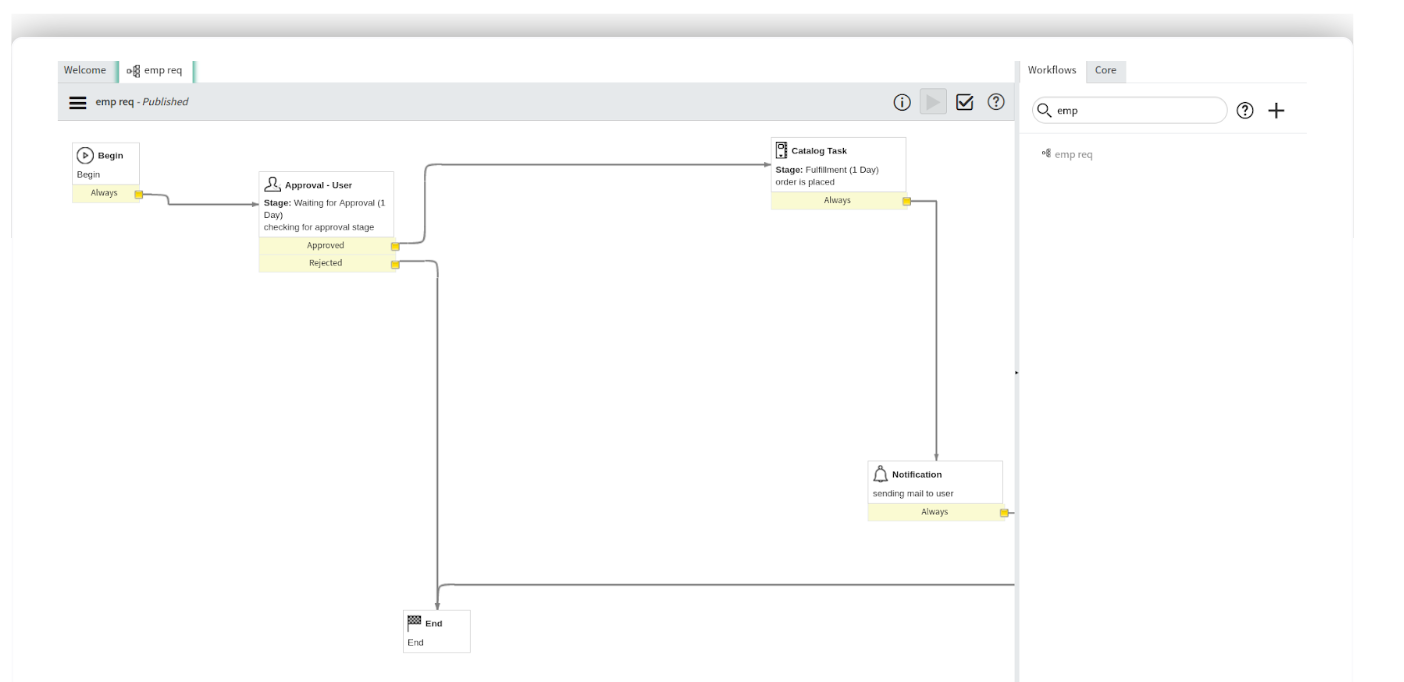 Welcome
emp req
Workflows
Core
emp req - Published
emp
emp req
Begin
Begin
Always
Approval - User
Stage: Waiting for Approval (1
Day)
checking for approval stage
Approved
Rejected
Catalog Task
Stage: Fulfillment (1 Day)
order is placed
Always
Notification
sending mail to user
Always
End
End